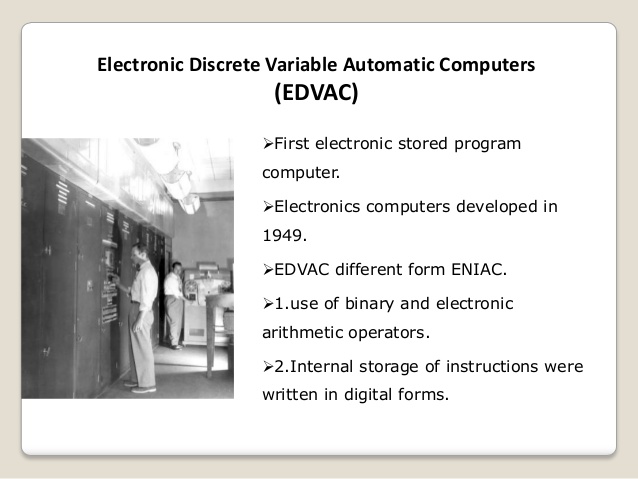 Electronic Discrete Variable Automatic Computers
(EDVAC)
➢First electronic stored program
computer.
➢Electronics computers developed in
1949.
➢EDVAC different form ENIAC.
➢1.use of binary and electronic
arithmetic operators.
➢2.Internal storage of instructions were
written in digital forms.